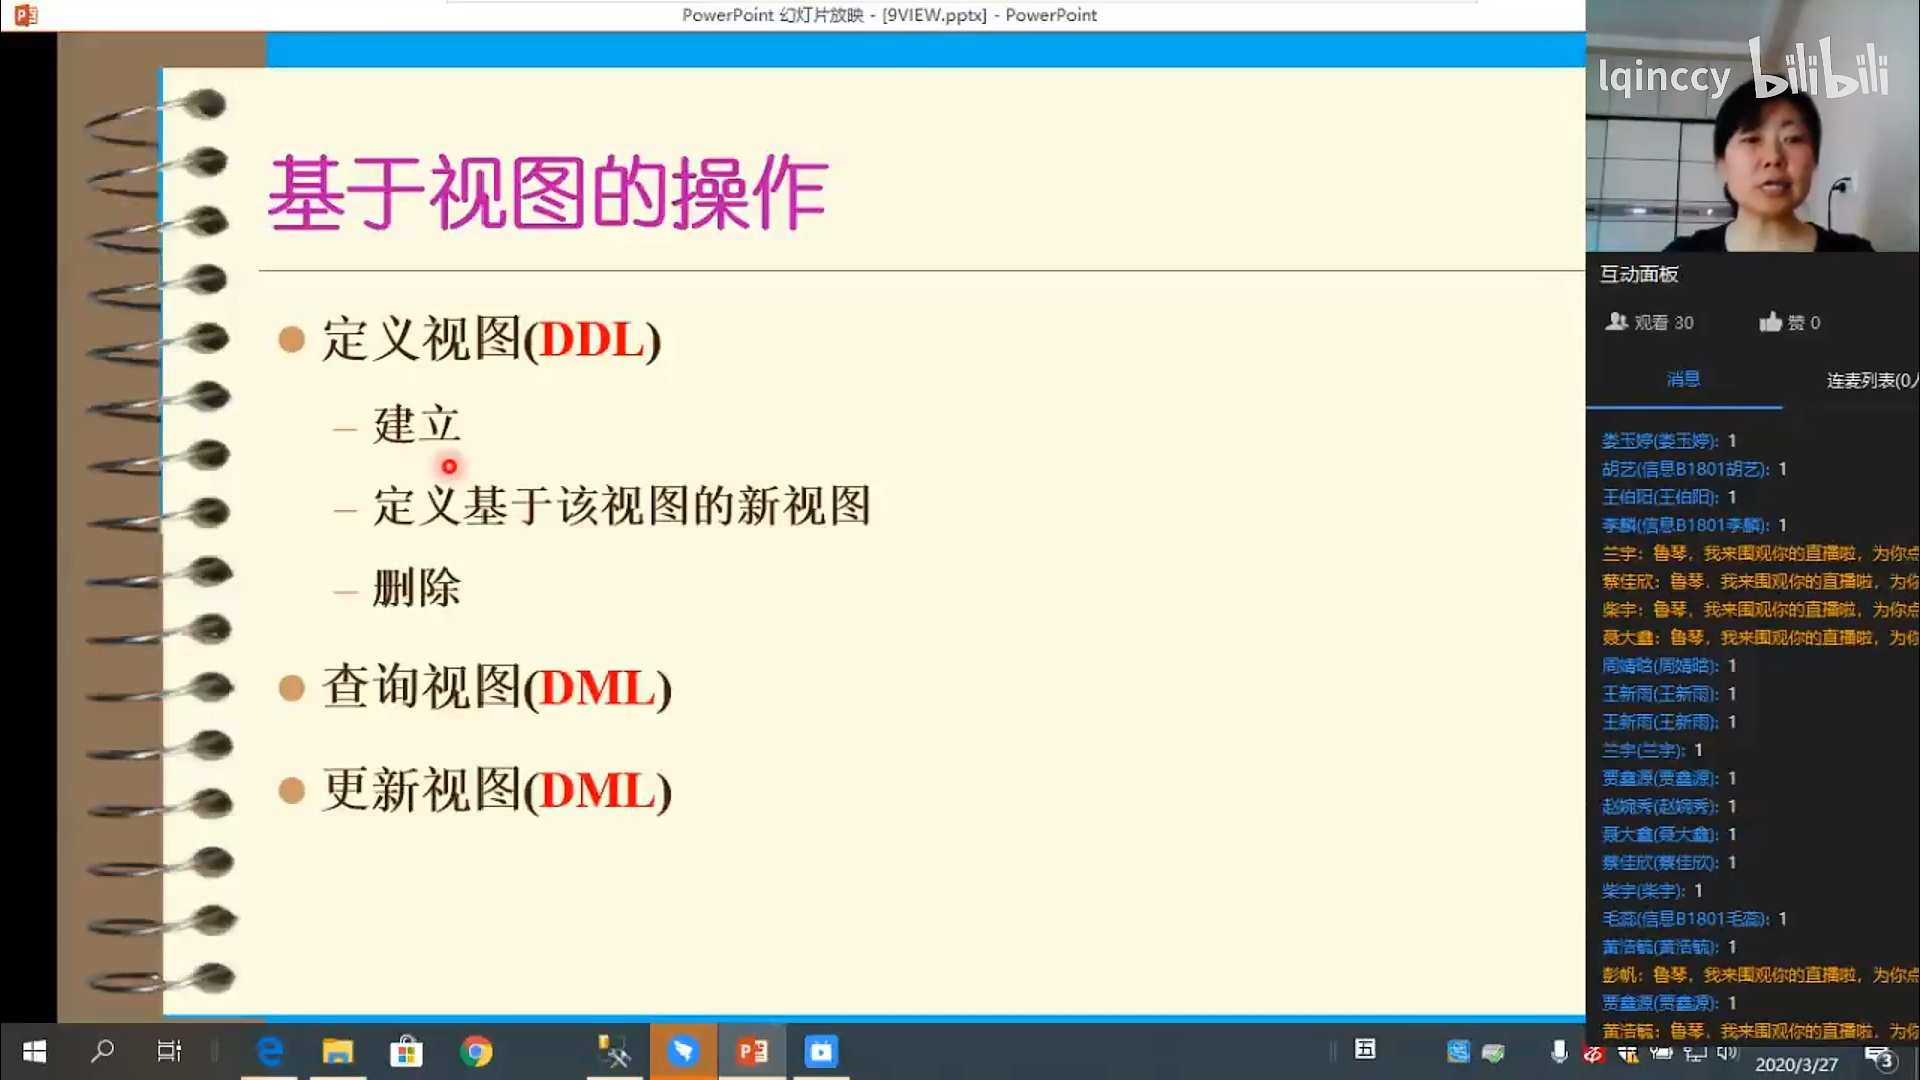 PowerPoint 幻灯片放映 - [9VIEW.pptx] - PowerPoint
lqinccy bilibili
基于视图的操作
定义视图(DDL)
– 建立
– 定义基于该视图的新视图
– 删除
查询视图(DML)
更新视图(DML)
互动面板
观看 30
赞 0
消息
连麦列表(0人
娄玉婷(娄玉婷): 1
胡艺(信息B1801胡艺): 1
王伯阳(王伯阳): 1
李麟(信息B1801李麟): 1
兰宇: 鲁琴, 我来围观你的直播啦, 为你点
蔡佳欣: 鲁琴, 我来围观你的直播啦, 为你
柴宇: 鲁琴, 我来围观你的直播啦, 为你点
聂大鑫: 鲁琴, 我来围观你的直播啦, 为你
周婧晗(周婧晗): 1
王新雨(王新雨): 1
王新雨(王新雨): 1
兰宇(兰宇): 1
贾鑫源(贾鑫源): 1
赵婉秀(赵婉秀): 1
聂大鑫(聂大鑫): 1
蔡佳欣(蔡佳欣): 1
柴宇(柴宇): 1
毛蕊(信息B1801毛蕊): 1
黄浩毓(黄浩毓): 1
彭帆: 鲁琴, 我来围观你的直播啦, 为你点
贾鑫源(贾鑫源): 1
黄浩毓: 鲁琴, 我来围观你的直播啦, 为你
五
2020/3/27
3